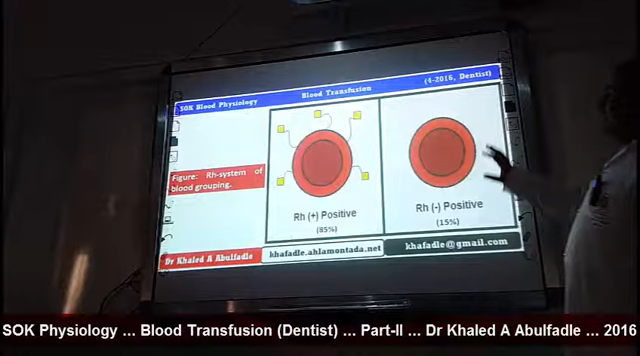 SOK Blood Physiology
Blood Transfusion
(4-2016, Dentist)
Figure: Rh-system of
blood grouping.
Rh (+) Positive
(85%)
Rh (-) Positive
(15%)
Dr Khaled A Abulfadle
khafadle.ahlamontada.net
khafadle@gmail.com
SOK Physiology ... Blood Transfusion (Dentist) ... Part-II ... Dr Khaled A Abulfadle ... 2016